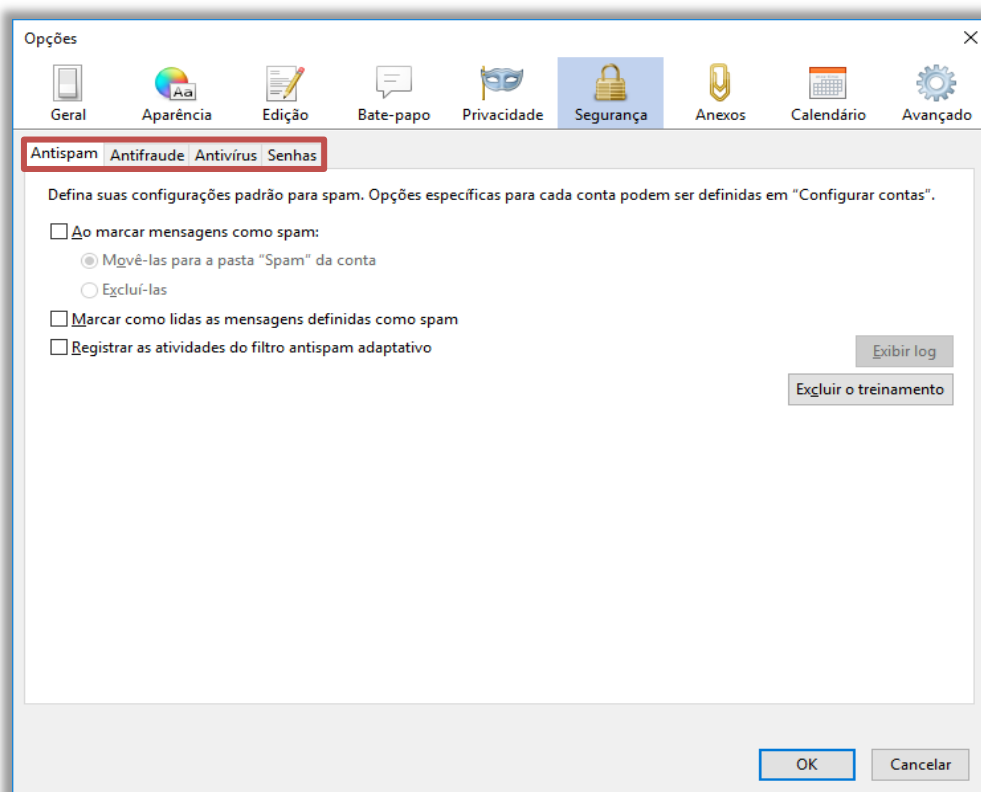 Opções
Aa
Geral Aparência Edição Bate-papo Privacidade Segurança Anexos Calendário Avançado
Antispam Antifraude Antivírus Senhas
Defina suas configurações padrão para spam. Opções específicas para cada conta podem ser definidas em “Configurar contas”.
Ao marcar mensagens como spam:
Movê-las para a pasta “Spam” da conta
Excluí-las
Marcar como lidas as mensagens definidas como spam
Registrar as atividades do filtro antispam adaptativo
Exibir log
Excluir o treinamento
OK Cancelar